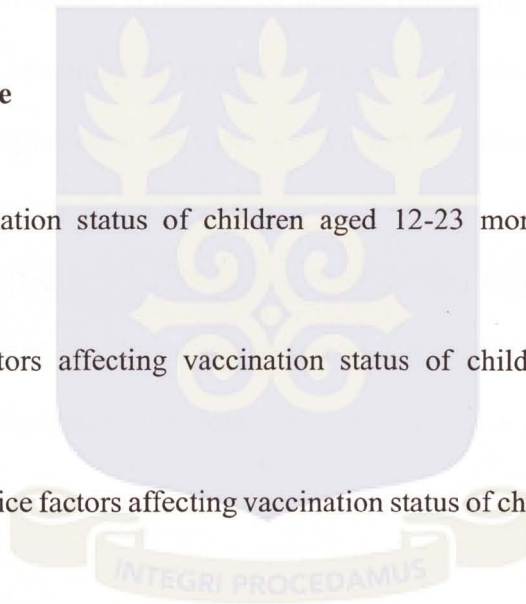 e
ation status of children aged 12-23 mor
tors affecting vaccination status of child
ice factors affecting vaccination status of ch
INTEGRI PROCEDAMUS